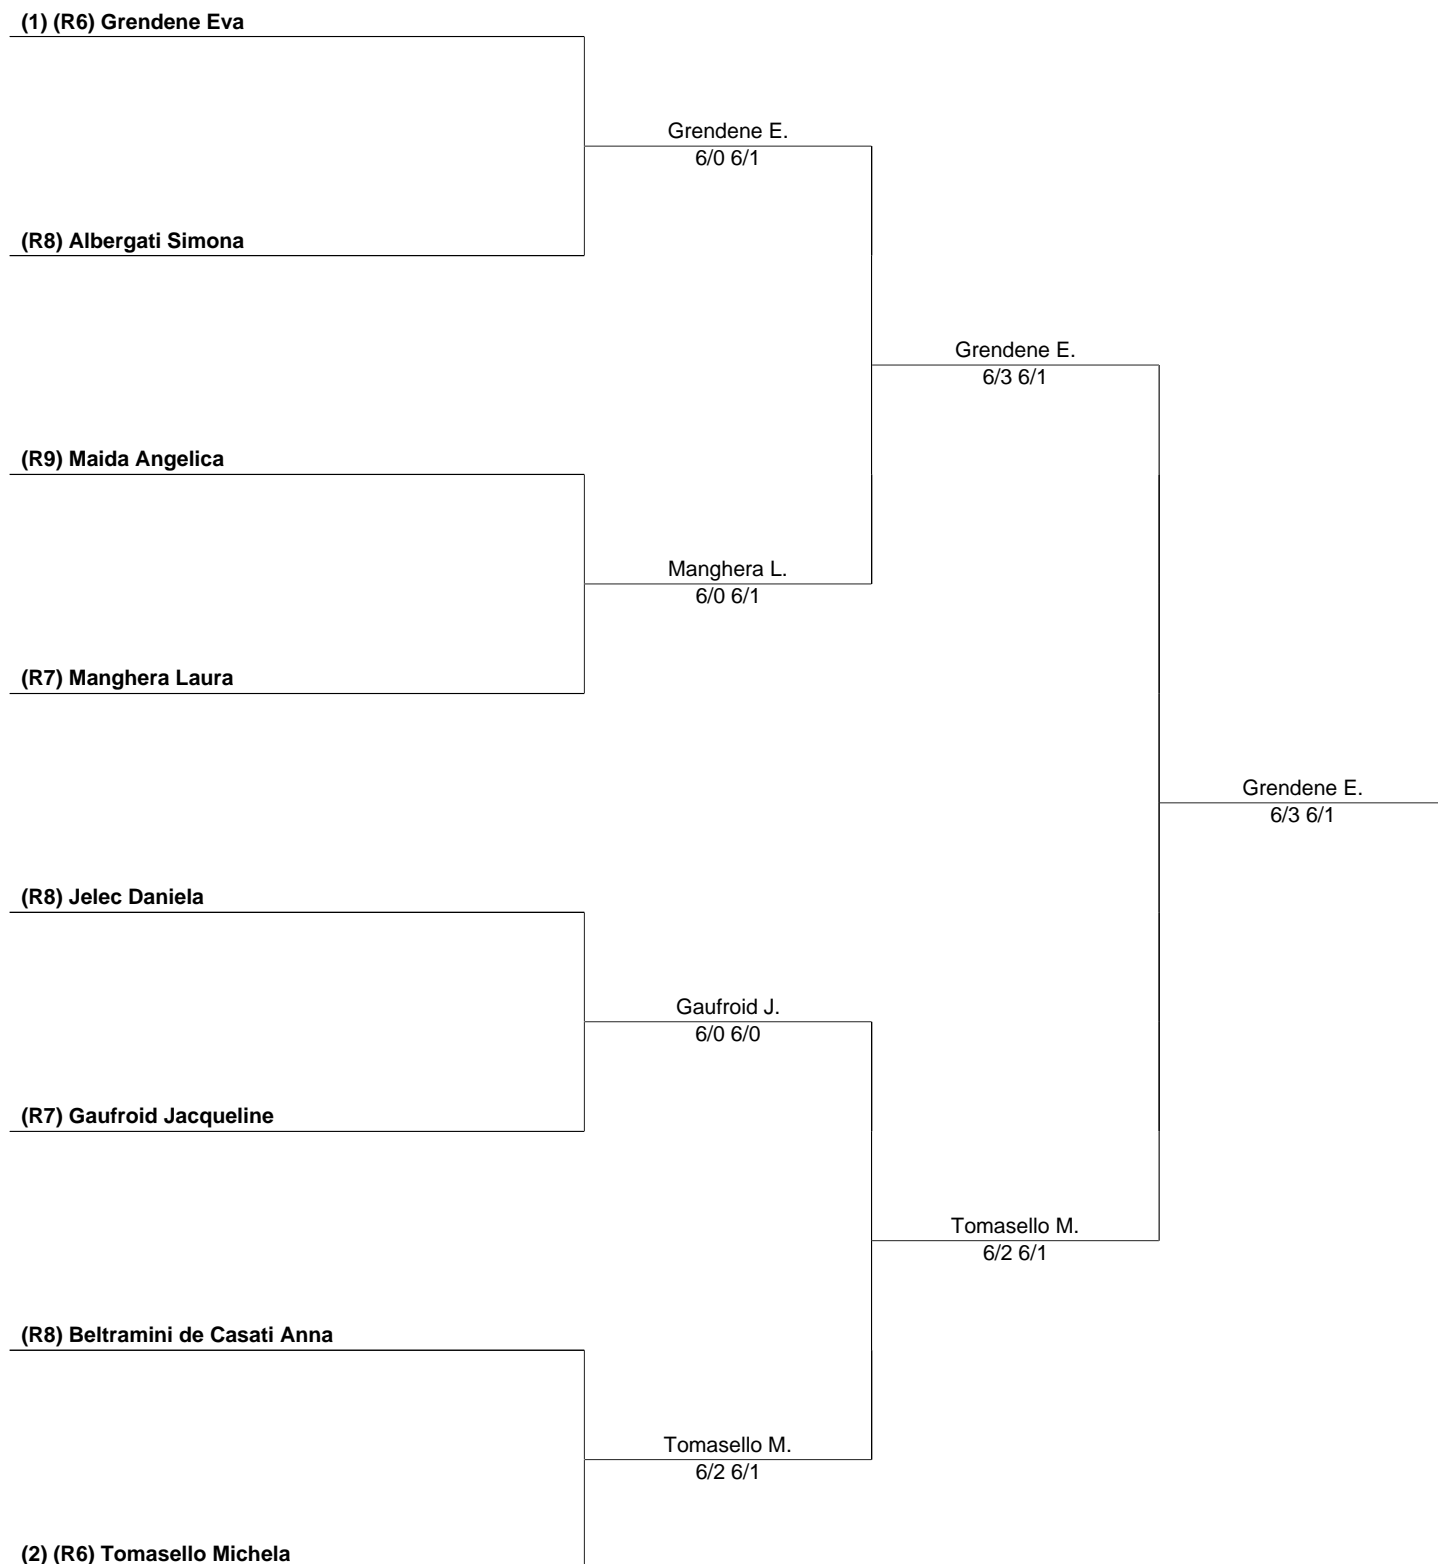 (1) (R6) Grendene Eva
Grendene E.
6/0 6/1
(R8) Albergati Simona
Grendene E.
6/3 6/1
(R9) Maida Angelica
Manghera L.
6/0 6/1
(R7) Manghera Laura
Grendene E.
6/3 6/1
(R8) Jelec Daniela
Gaufroid J.
6/0 6/0
(R7) Gaufroid Jacqueline
Tomasello M.
6/2 6/1
(R8) Beltramini de Casati Anna
Tomasello M.
6/2 6/1
(2) (R6) Tomasello Michela